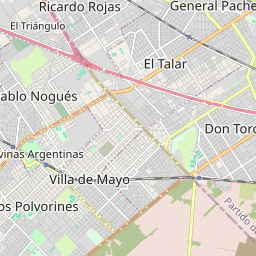 Ricardo Rojas
General Pache
El Triángulo
El Talar
ablo Nogués
Don Torc
vinas Argentinas
Villa de Mayo
os Polvorines
Partido d